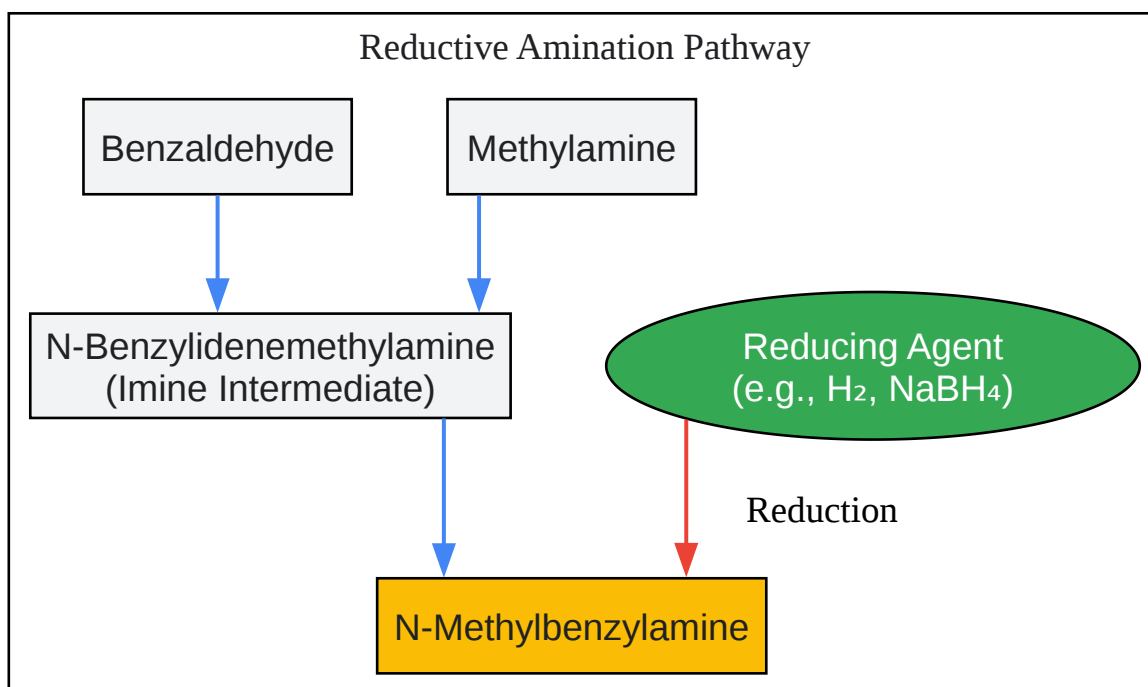 Reductive Amination Pathway
Benzaldehyde
Methylamine
N-Benzylidenemethylamine
(Imine Intermediate)
Reducing Agent
(e.g., H₂, NaBH₄)
Reduction
N-Methylbenzylamine